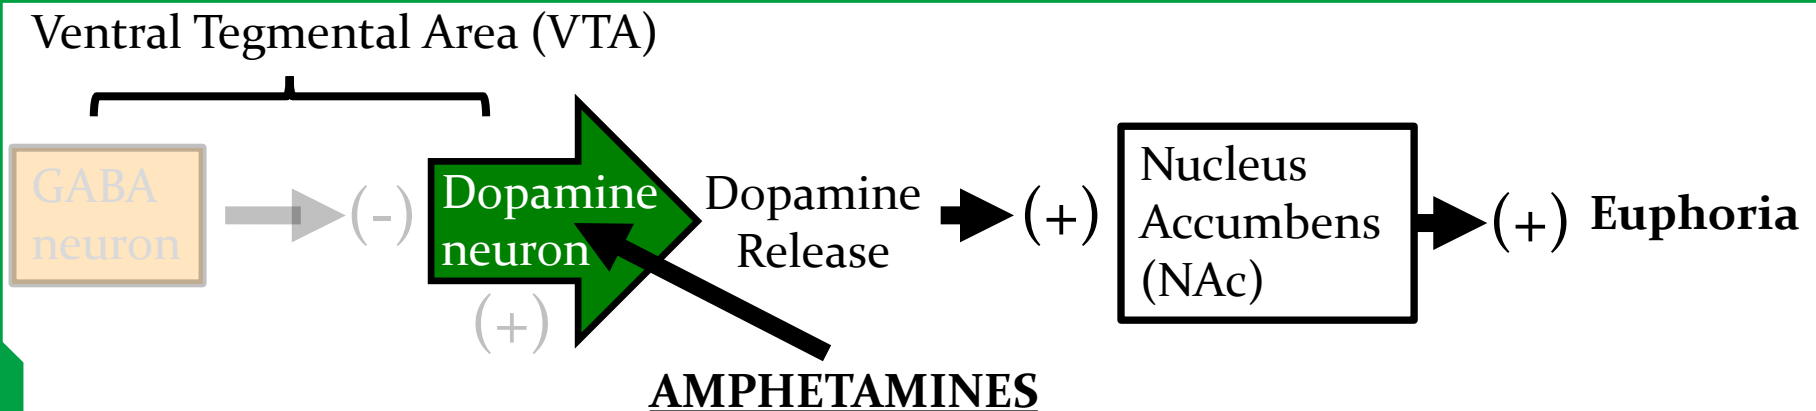 Ventral Tegmental Area (VTA)
GABA
neuron
(-)
Dopamine
neuron
(+)
Dopamine
Release
(+)
Nucleus
Accumbens
(NAc)
(+)
Euphoria
AMPHETAMINES